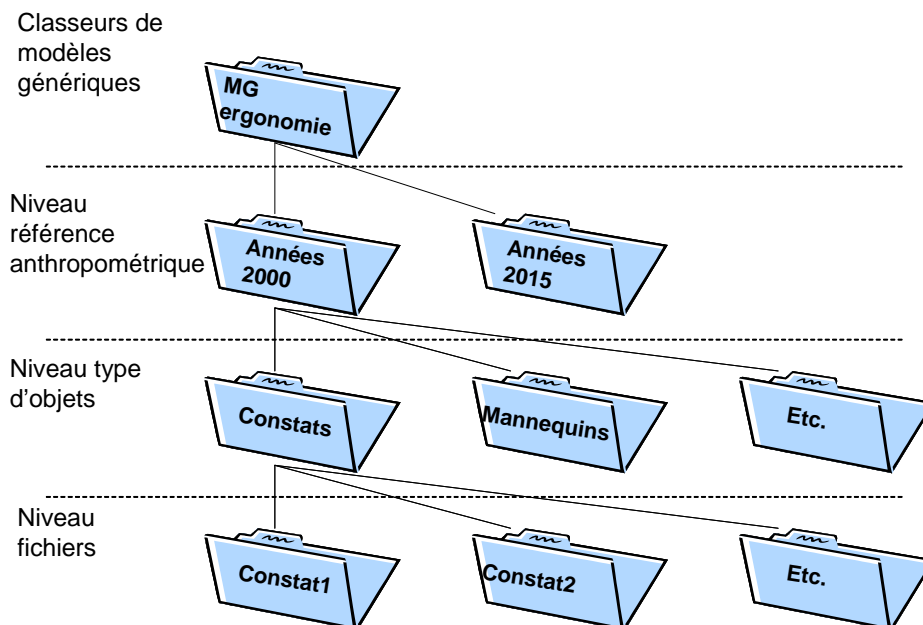 Classeurs de
modèles
génériques
MG
ergonomie
Niveau
référence
anthropométrique
Années
2000
Années
2015
Niveau type
d'objets
Constats
Mannequins
Etc.
Niveau
fichiers
Constat1
Constat2
Etc.